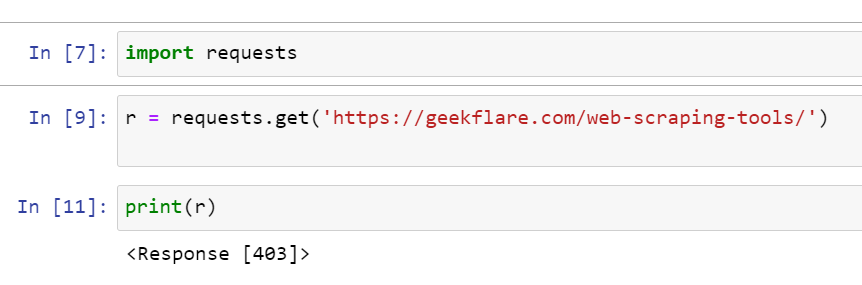 In [7]: import requests
In [9]: r = requests.get('https://geekflare.com/web-scraping-tools/')
In [11]: print(r)
<Response [403]>